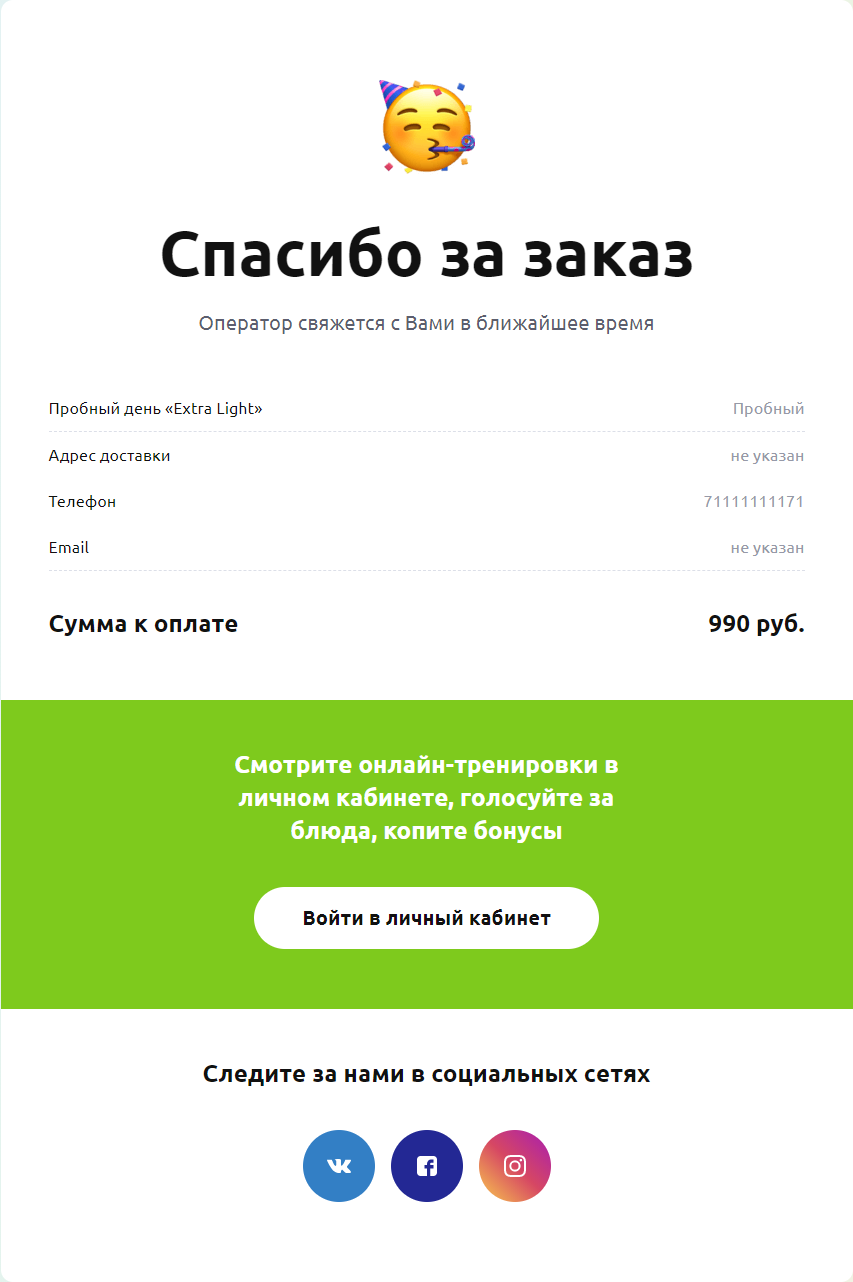 Спасибо за заказ
Оператор свяжется с Вами в ближайшее время
Пробный день «Extra Light» Пробный
Адрес доставки не указан
Телефон 71111111171
Email не указан
Сумма к оплате 990 руб.
Смотрите онлайн-тренировки в
личном кабинете, голосуйте за
блюда, копите бонусы
Войти в личный кабинет
Следите за нами в социальных сетях